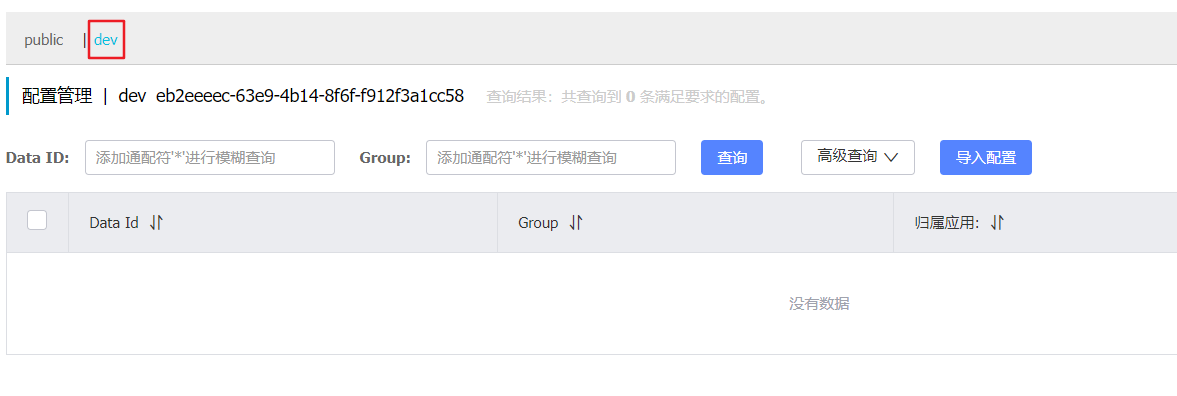 public | dev
配置管理 | dev eb2eeeec-63e9-4b14-8f6f-f912f3a1cc58 查询结果：共查询到 0 条满足要求的配置。
Data ID: 添加通配符'*'进行模糊查询 Group: 添加通配符'*'进行模糊查询 查询 高级查询 导入配置
Data Id Group 归属应用:
没有数据